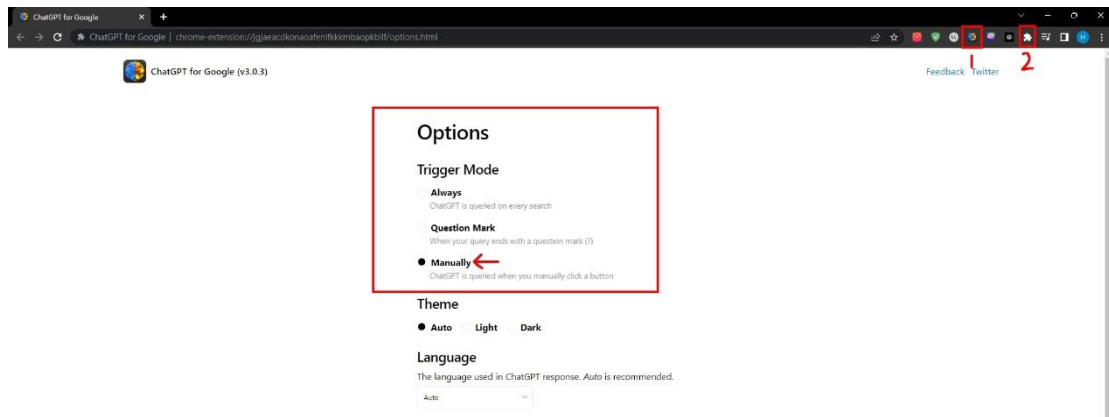 ChatGPT for Google
ChatGPT for Google | chrome-extension://jgjaeacdkonaoafenlfkkkmbaopkbilf/options.html
1
2
ChatGPT for Google (v3.0.3)
Feedback Twitter
Options
Trigger Mode
Always
ChatGPT is queried on every search
Question Mark
When your query ends with a question mark (?)
Manually
ChatGPT is queried when you manually click a button
Theme
Auto Light Dark
Language
The language used in ChatGPT response. Auto is recommended.
Auto